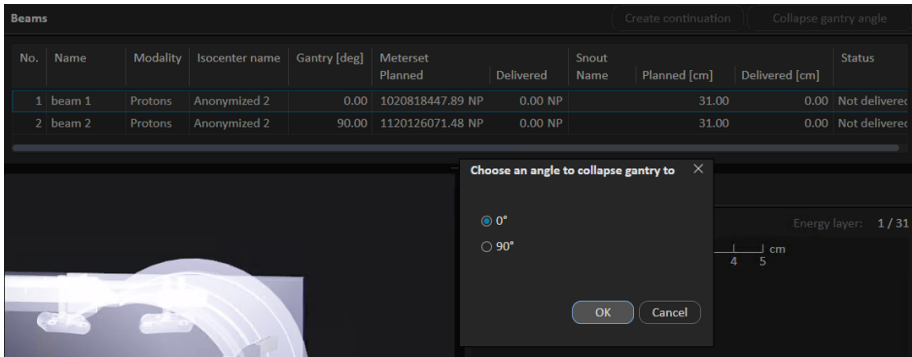 Beams
Create continuation Collapse gantry angle
No. Name Modality Isocenter name Gantry [deg] Meterset Snout Status
Planned Delivered Name Planned [cm] Delivered [cm]
1 beam 1 Protons Anonymized 2 0.00 1020818447.89 NP 0.00 NP 31.00 0.00 Not delivered
2 beam 2 Protons Anonymized 2 90.00 1120126071.48 NP 0.00 NP 31.00 0.00 Not delivered
Choose an angle to collapse gantry to
0°
Energy layer: 1 / 31
90°
cm
4 5
OK Cancel